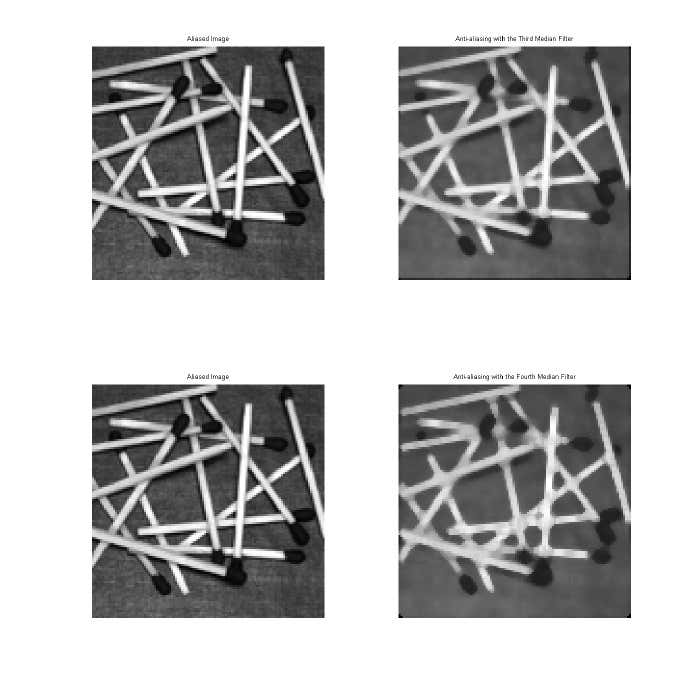 Aliased Image
Anti-aliasing with the Third Median Filter
Aliased Image
Anti-aliasing with the Fourth Median Filter